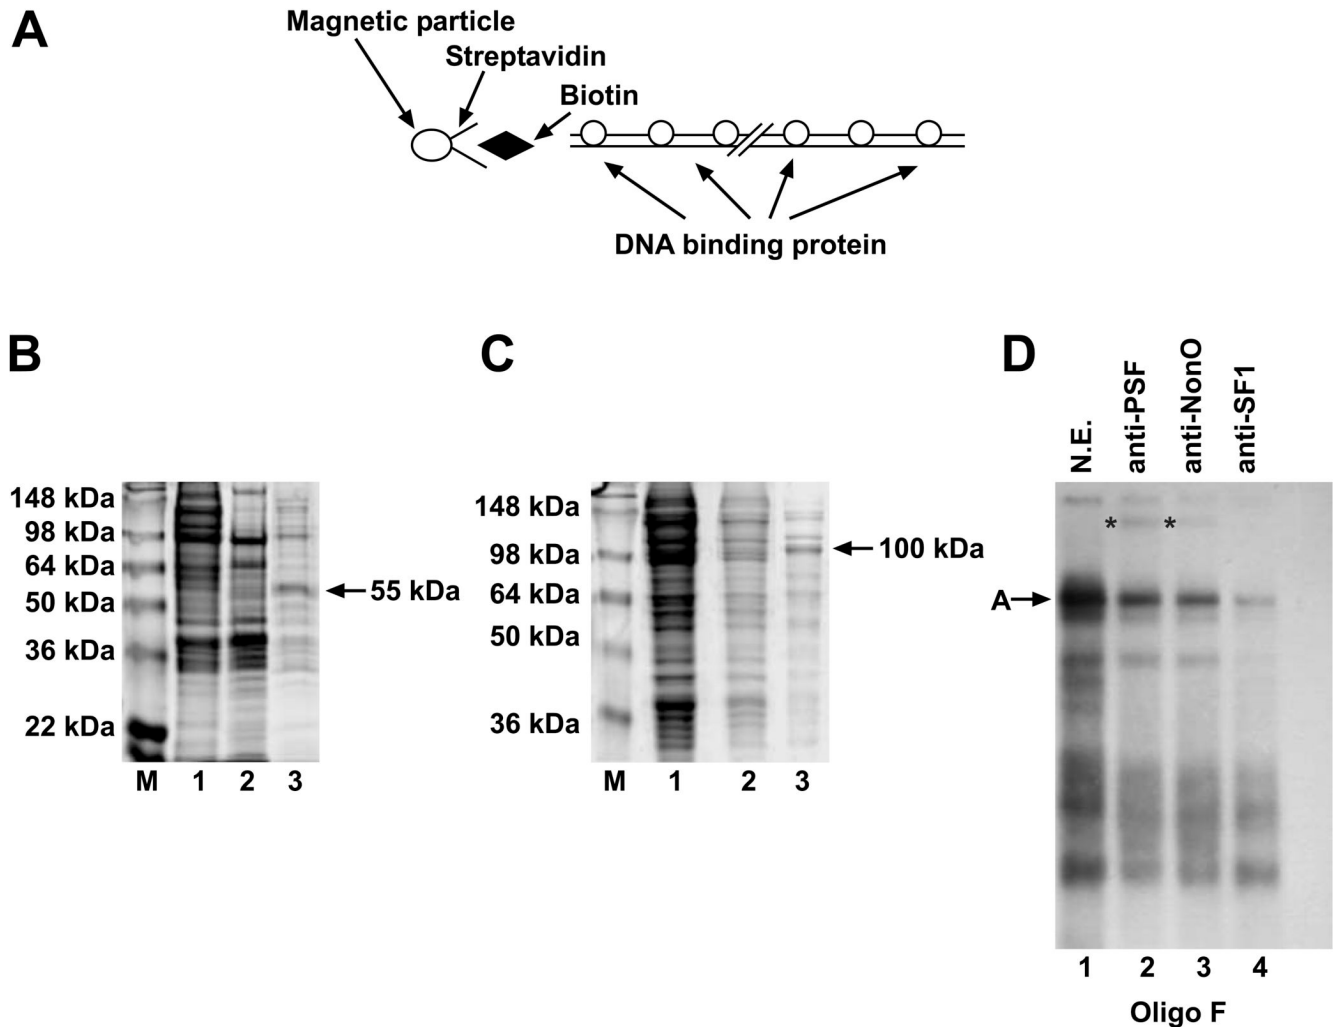 A
Magnetic particle
Streptavidin
Biotin
DNA binding protein
B
148 kDa
98 kDa
64 kDa
50 kDa
36 kDa
22 kDa
55 kDa
M 1 2 3
C
148 kDa
98 kDa
64 kDa
50 kDa
36 kDa
100 kDa
M 1 2 3
D
N.E.
anti-PSF
anti-NonO
anti-SF1
* *
A
1 2 3 4
Oligo F